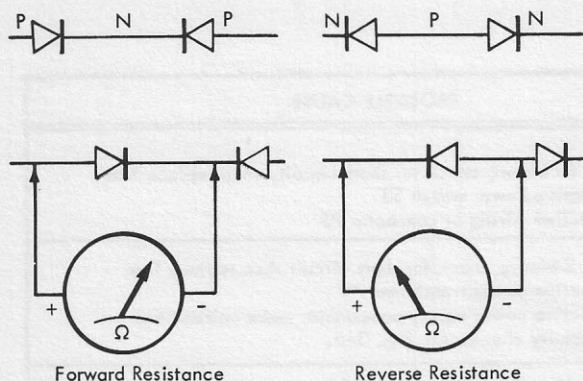 P N P N P N
+ - + -
Ω Ω
Forward Resistance Reverse Resistance